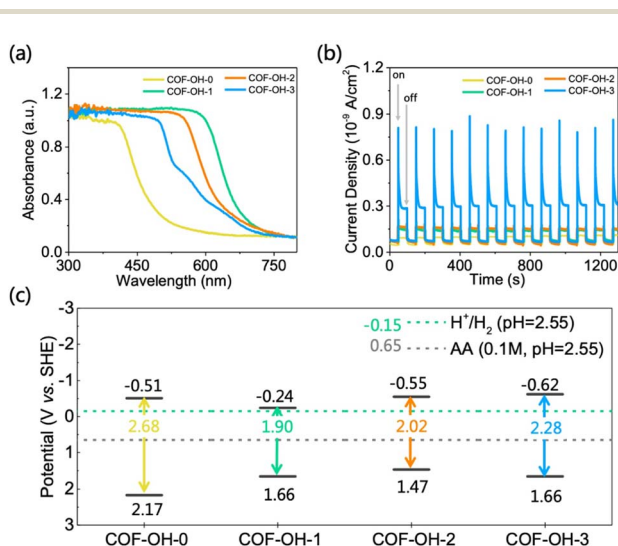 (a)
COF-OH-0 COF-OH-2
COF-OH-1 COF-OH-3
1.2
0.8
0.4
0.0
Absorbance (a.u.)
300 450 600 750
Wavelength (nm)
(b)
COF-OH-0 COF-OH-2
COF-OH-1 COF-OH-3
on
off
1.2
0.9
0.6
0.3
0.0
Current Density (10⁻⁹ A/cm²)
0 400 800 1200
Time (s)
(c)
-3
-2
-1
0
1
2
3
Potential (V vs. SHE)
-0.15 H⁺/H₂ (pH=2.55)
0.65 AA (0.1M, pH=2.55)
-0.51 -0.24 -0.55 -0.62
2.68 1.90 2.02 2.28
2.17 1.66 1.47 1.66
COF-OH-0 COF-OH-1 COF-OH-2 COF-OH-3